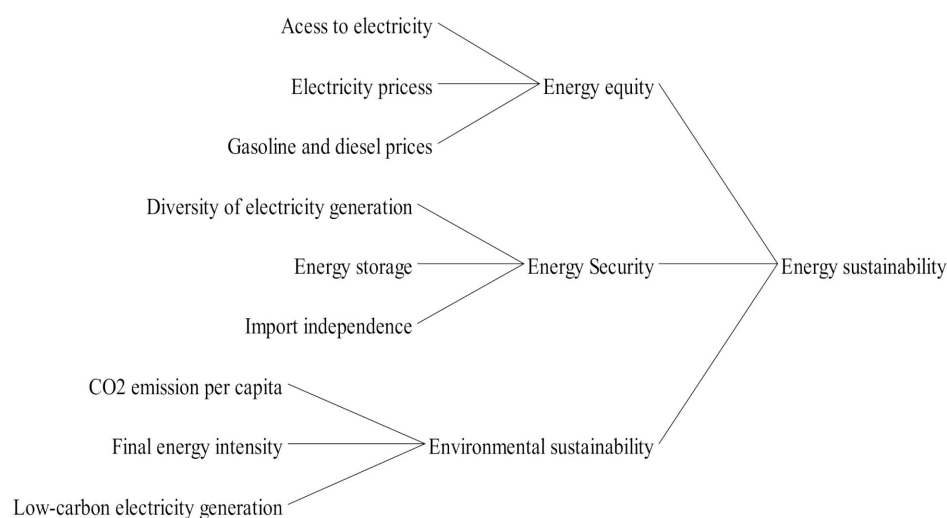 Acess to electricity
Electricity pricess
Energy equity
Gasoline and diesel prices
Diversity of electricity generation
Energy storage
Energy Security
Energy sustainability
Import independence
CO2 emission per capita
Final energy intensity
Environmental sustainability
Low-carbon electricity generation